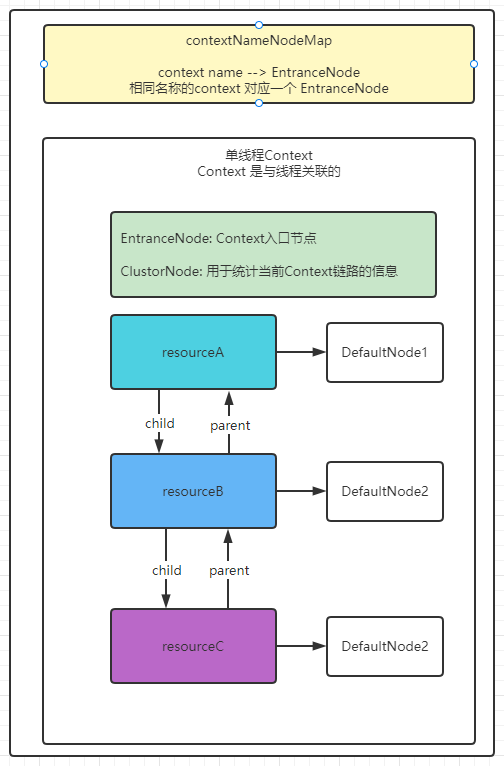 contextNameNodeMap
context name --> EntranceNode
相同名称的context 对应一个 EntranceNode
单线程Context
Context 是与线程关联的
EntranceNode: Context入口节点
ClustorNode: 用于统计当前Context链路的信息
resourceA
DefaultNode1
child
parent
resourceB
DefaultNode2
child
parent
resourceC
DefaultNode2